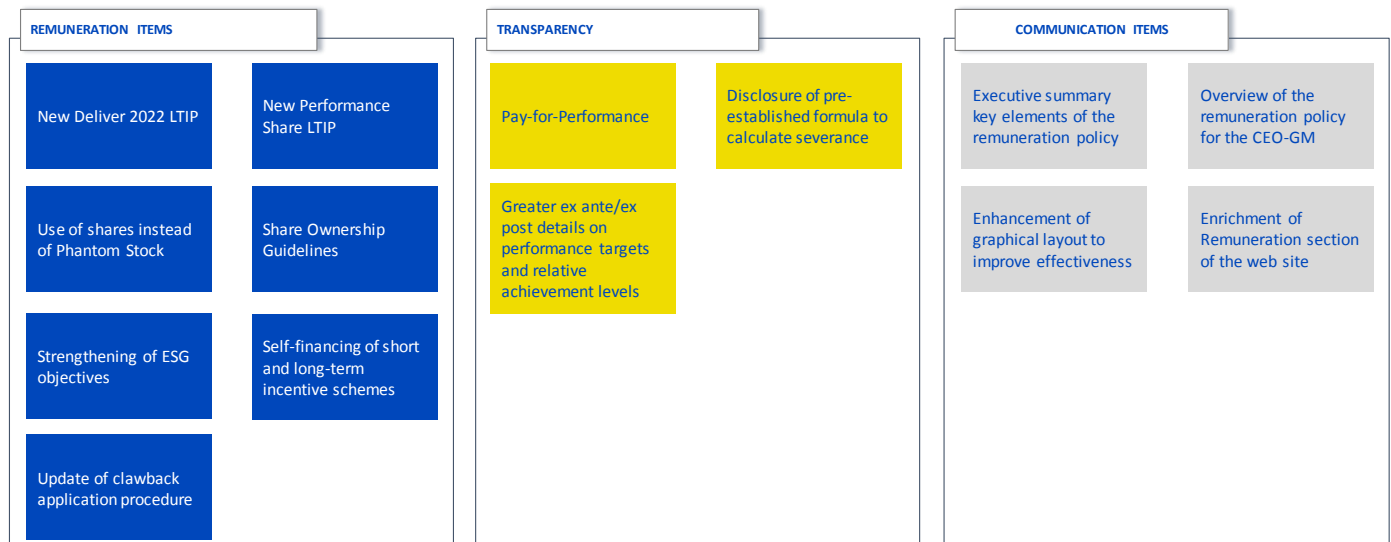 REMUNERATION ITEMS
New Deliver 2022 LTIP
New Performance
Share LTIP
Use of shares instead
of Phantom Stock
Share Ownership
Guidelines
Strengthening of ESG
objectives
Self-financing of short
and long-term
incentive schemes
Update of clawback
application procedure
TRANSPARENCY
Pay-for-Performance
Disclosure of pre-
established formula to
calculate severance
Greater ex ante/ex
post details on
performance targets
and relative
achievement levels
COMMUNICATION ITEMS
Executive summary
key elements of the
remuneration policy
Overview of the
remuneration policy
for the CEO-GM
Enhancement of
graphical layout to
improve effectiveness
Enrichment of
Remuneration section
of the web site